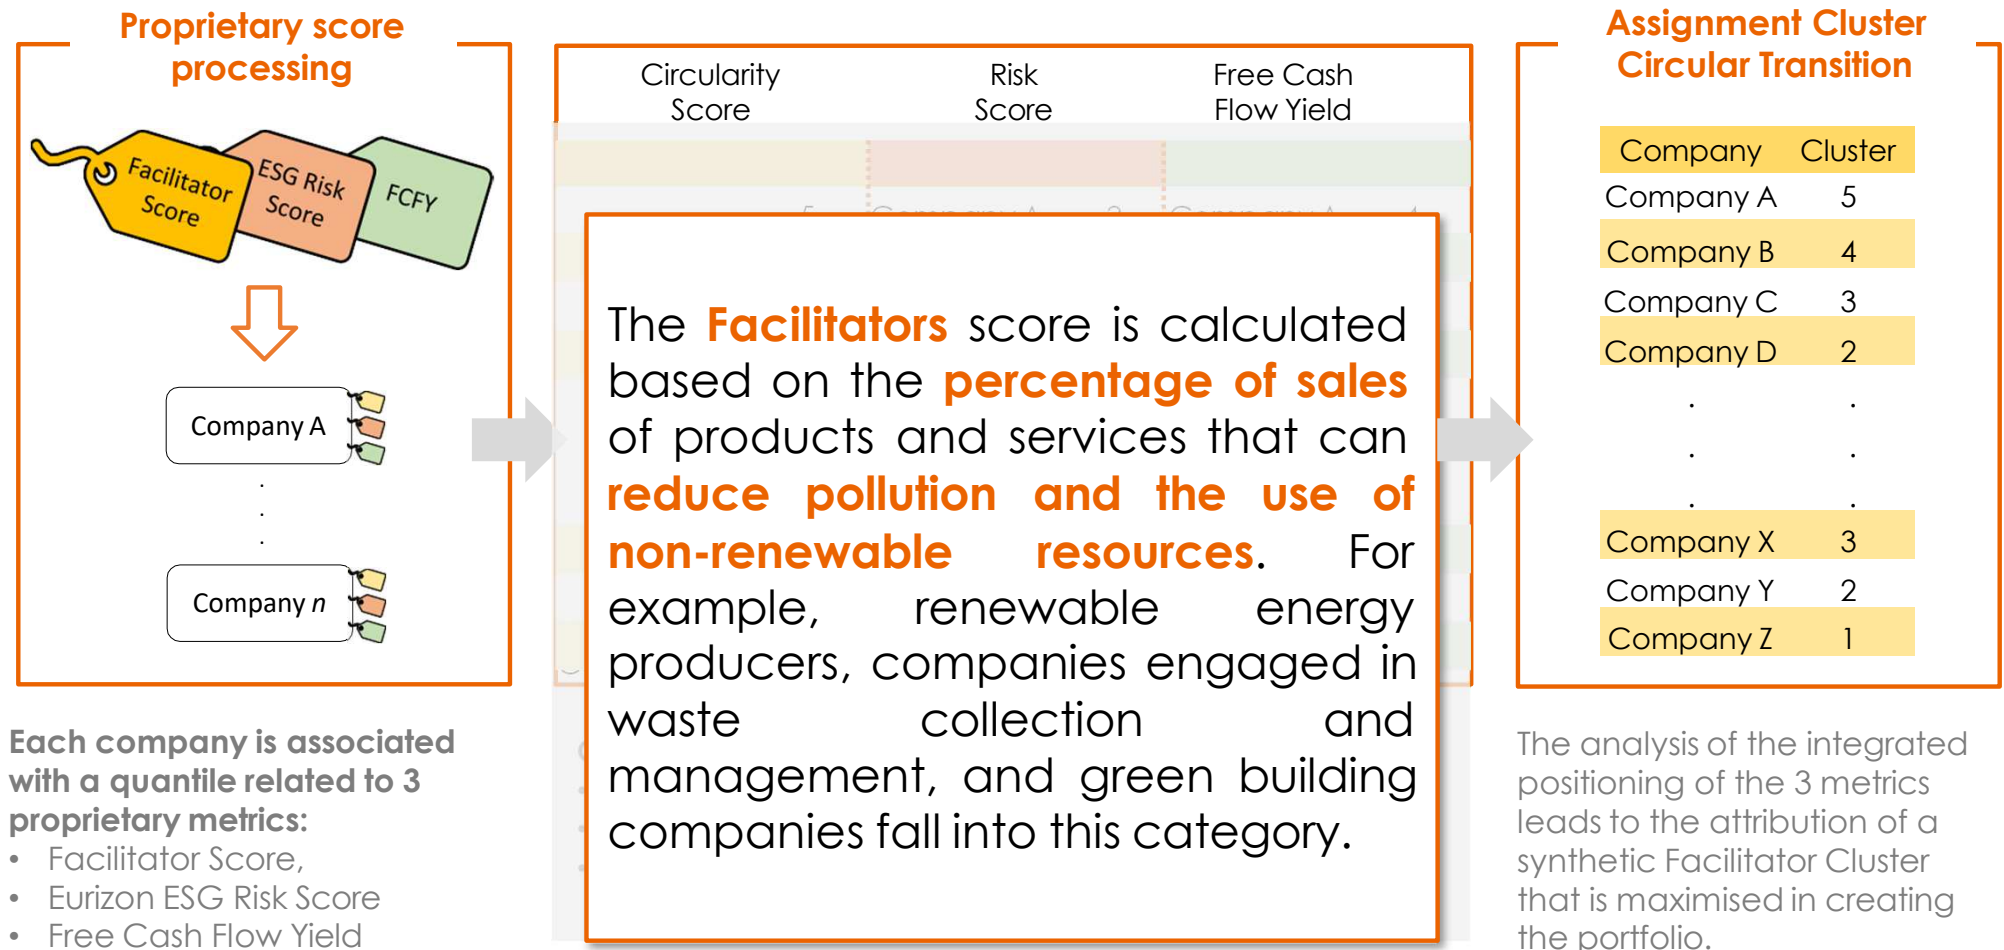 Proprietary score
processing
Facilitator
Score
ESG Risk
Score
FCFY
Company A
.
.
.
Company n
Each company is associated
with a quantile related to 3
proprietary metrics:
• Facilitator Score,
• Eurizon ESG Risk Score
• Free Cash Flow Yield
Circularity
Score
Risk
Score
Free Cash
Flow Yield
The Facilitators score is calculated
based on the percentage of sales
of products and services that can
reduce pollution and the use of
non-renewable resources. For
example, renewable energy
producers, companies engaged in
waste collection and
management, and green building
companies fall into this category.
Assignment Cluster
Circular Transition
Company Cluster
Company A 5
Company B 4
Company C 3
Company D 2
. .
. .
. .
Company X 3
Company Y 2
Company Z 1
The analysis of the integrated
positioning of the 3 metrics
leads to the attribution of a
synthetic Facilitator Cluster
that is maximised in creating
the portfolio.